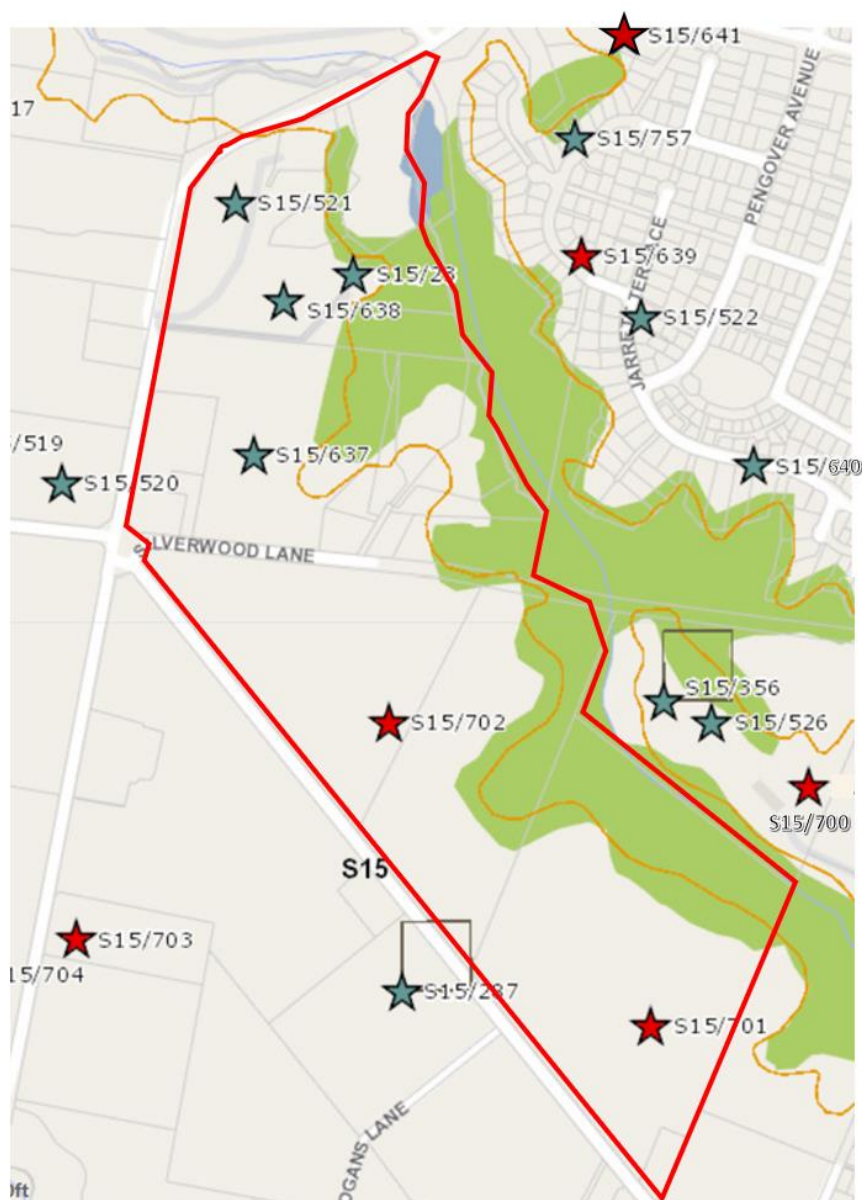 S15/641
17
S15/757
PENGOVER AVENUE
S15/521
S15/639
S15/23
S15/638
JARRET TERRACE
S15/522
/519
S15/637
S15/640
S15/520
LVERWOOD LANE
S15/356
S15/702
S15/526
S15/700
S15
S15/703
15/704
S15/287
S15/701
OGANS LANE
0ft